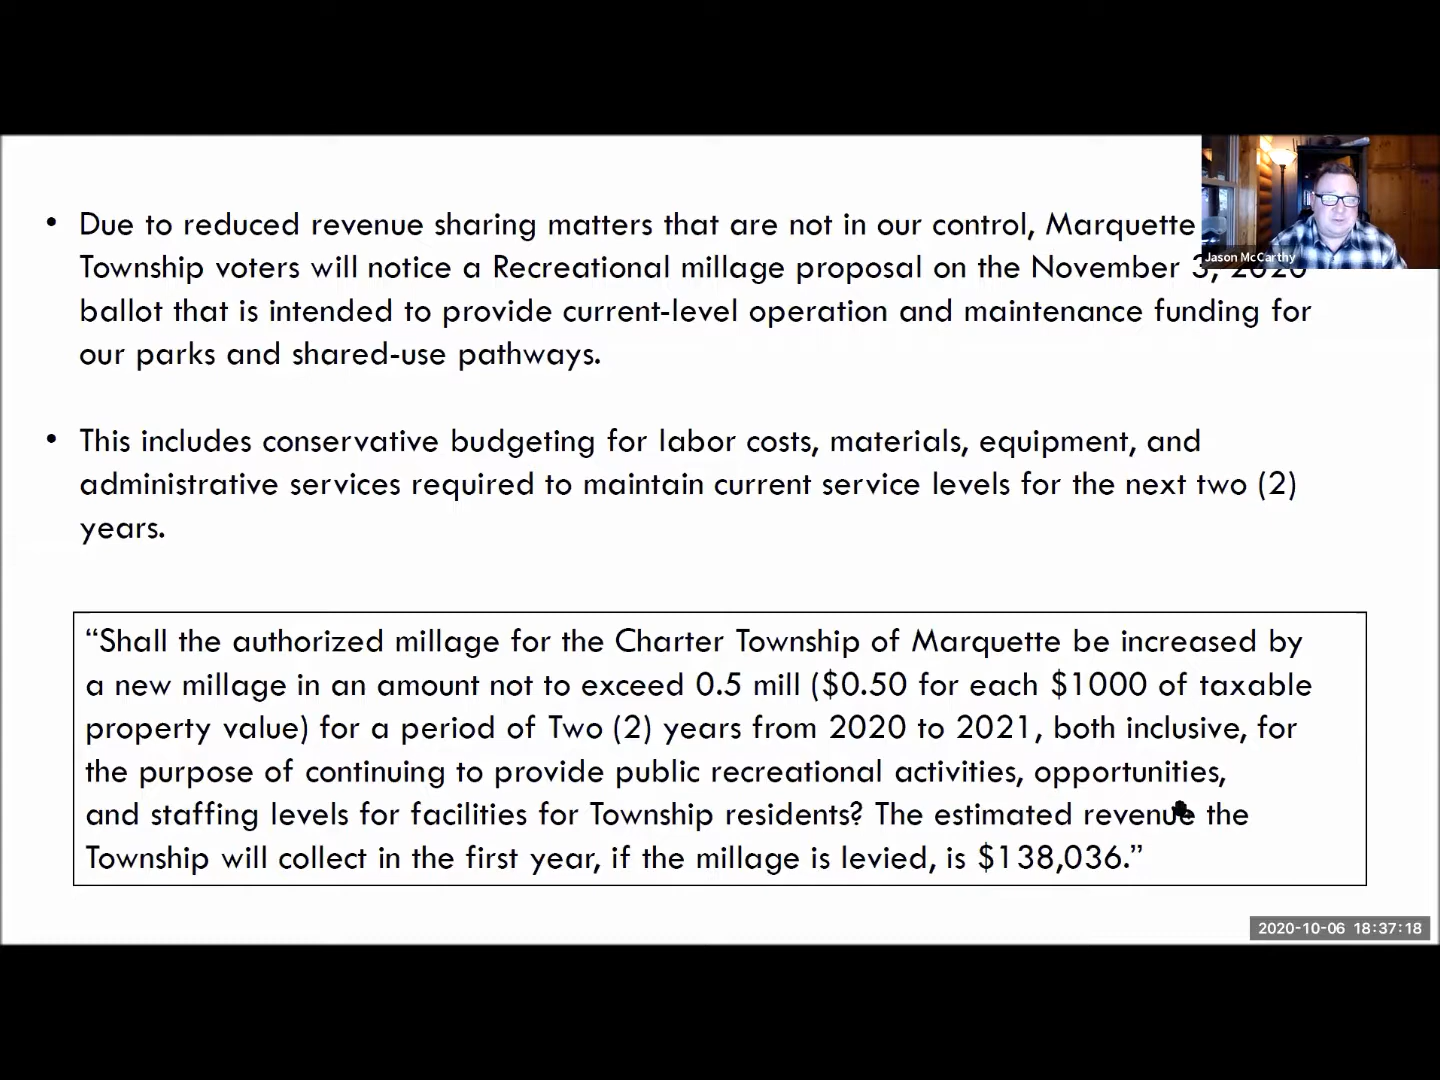 • Due to reduced revenue sharing matters that are not in our control, Marquette
Township voters will notice a Recreational millage proposal on the November 3, 2020
ballot that is intended to provide current-level operation and maintenance funding for
our parks and shared-use pathways.
• This includes conservative budgeting for labor costs, materials, equipment, and
administrative services required to maintain current service levels for the next two (2)
years.
“Shall the authorized millage for the Charter Township of Marquette be increased by
a new millage in an amount not to exceed 0.5 mill ($0.50 for each $1000 of taxable
property value) for a period of Two (2) years from 2020 to 2021, both inclusive, for
the purpose of continuing to provide public recreational activities, opportunities,
and staffing levels for facilities for Township residents? The estimated revenue the
Township will collect in the first year, if the millage is levied, is $138,036.”
Jason McCarthy
2020-10-06 18:37:18